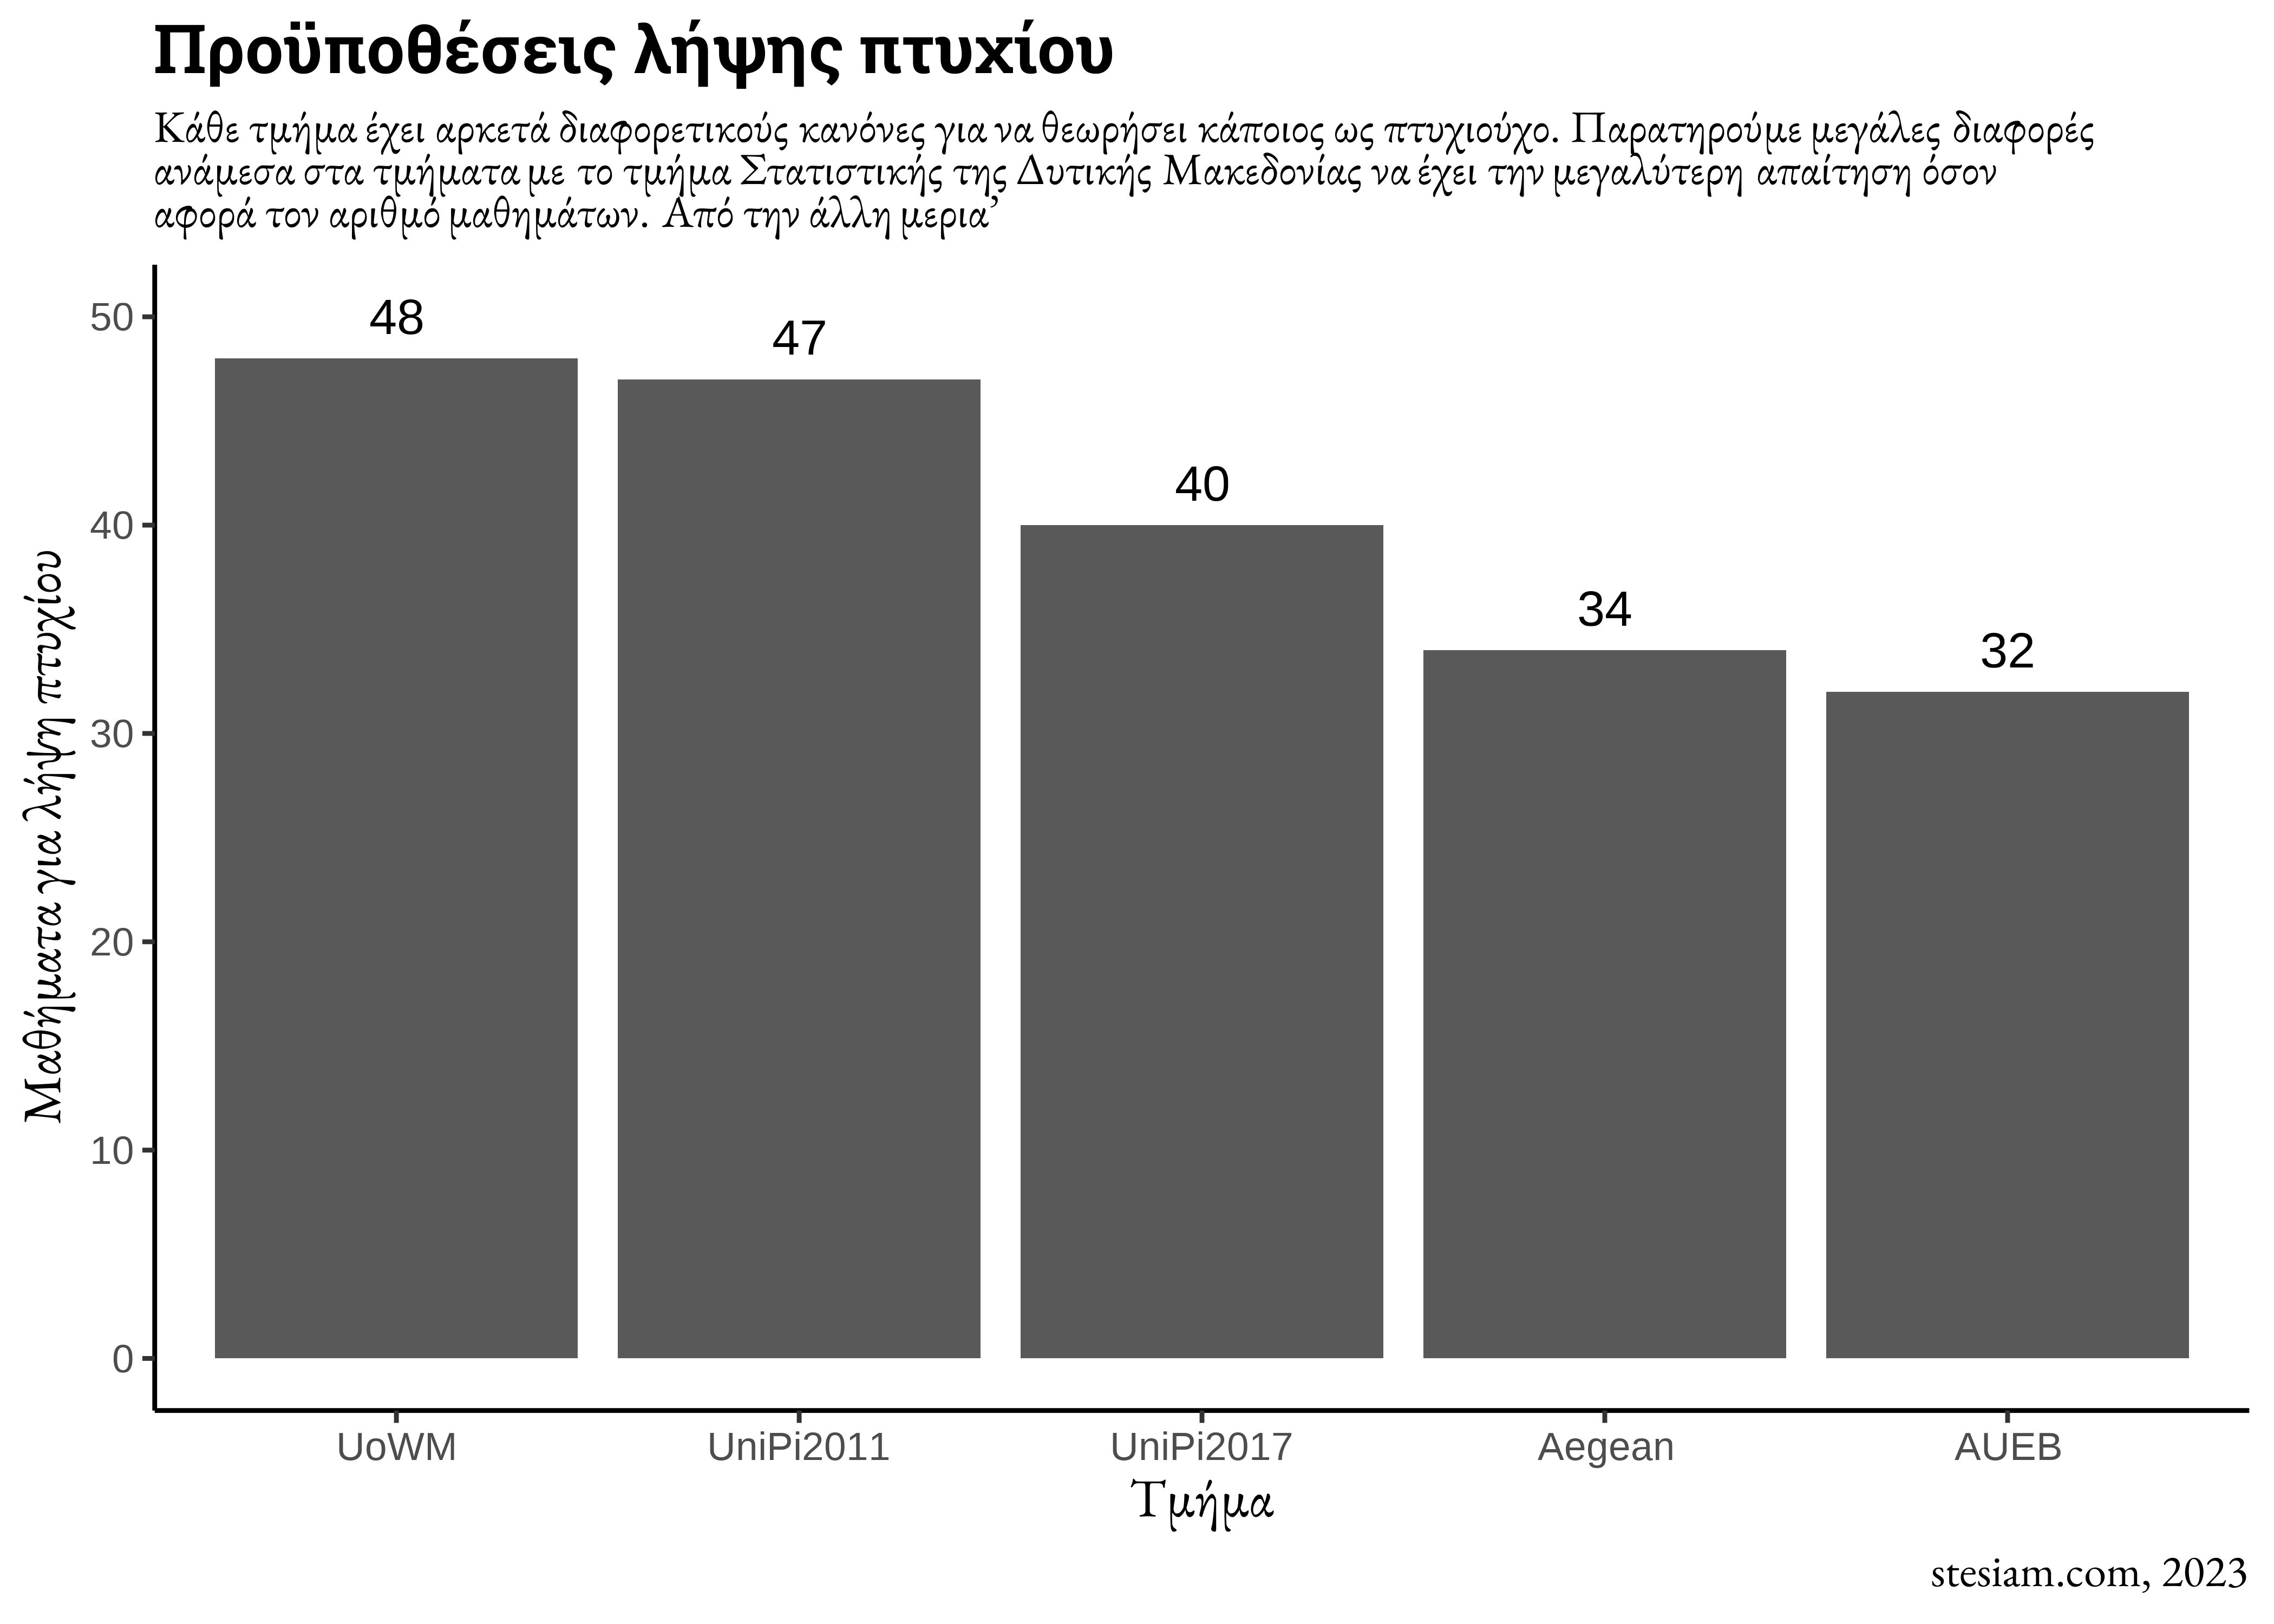 Προϋποθέσεις λήψης πτυχίου
Κάθε τμήμα έχει αρκετά διαφορετικούς κανόνες για να θεωρήσει κάποιος ως πτυχιούχο. Παρατηρούμε μεγάλες διαφορές
ανάμεσα στα τμήματα με το τμήμα Στατιστικής της Δυτικής Μακεδονίας να έχει την μεγαλύτερη απαίτηση όσον
αφορά τον αριθμό μαθημάτων. Από την άλλη μερια’
Μαθήματα για λήψη πτυχίου
50
40
30
20
10
0
48
47
40
34
32
UoWM
UniPi2011
UniPi2017
Aegean
AUEB
Τμήμα
stesiam.com, 2023